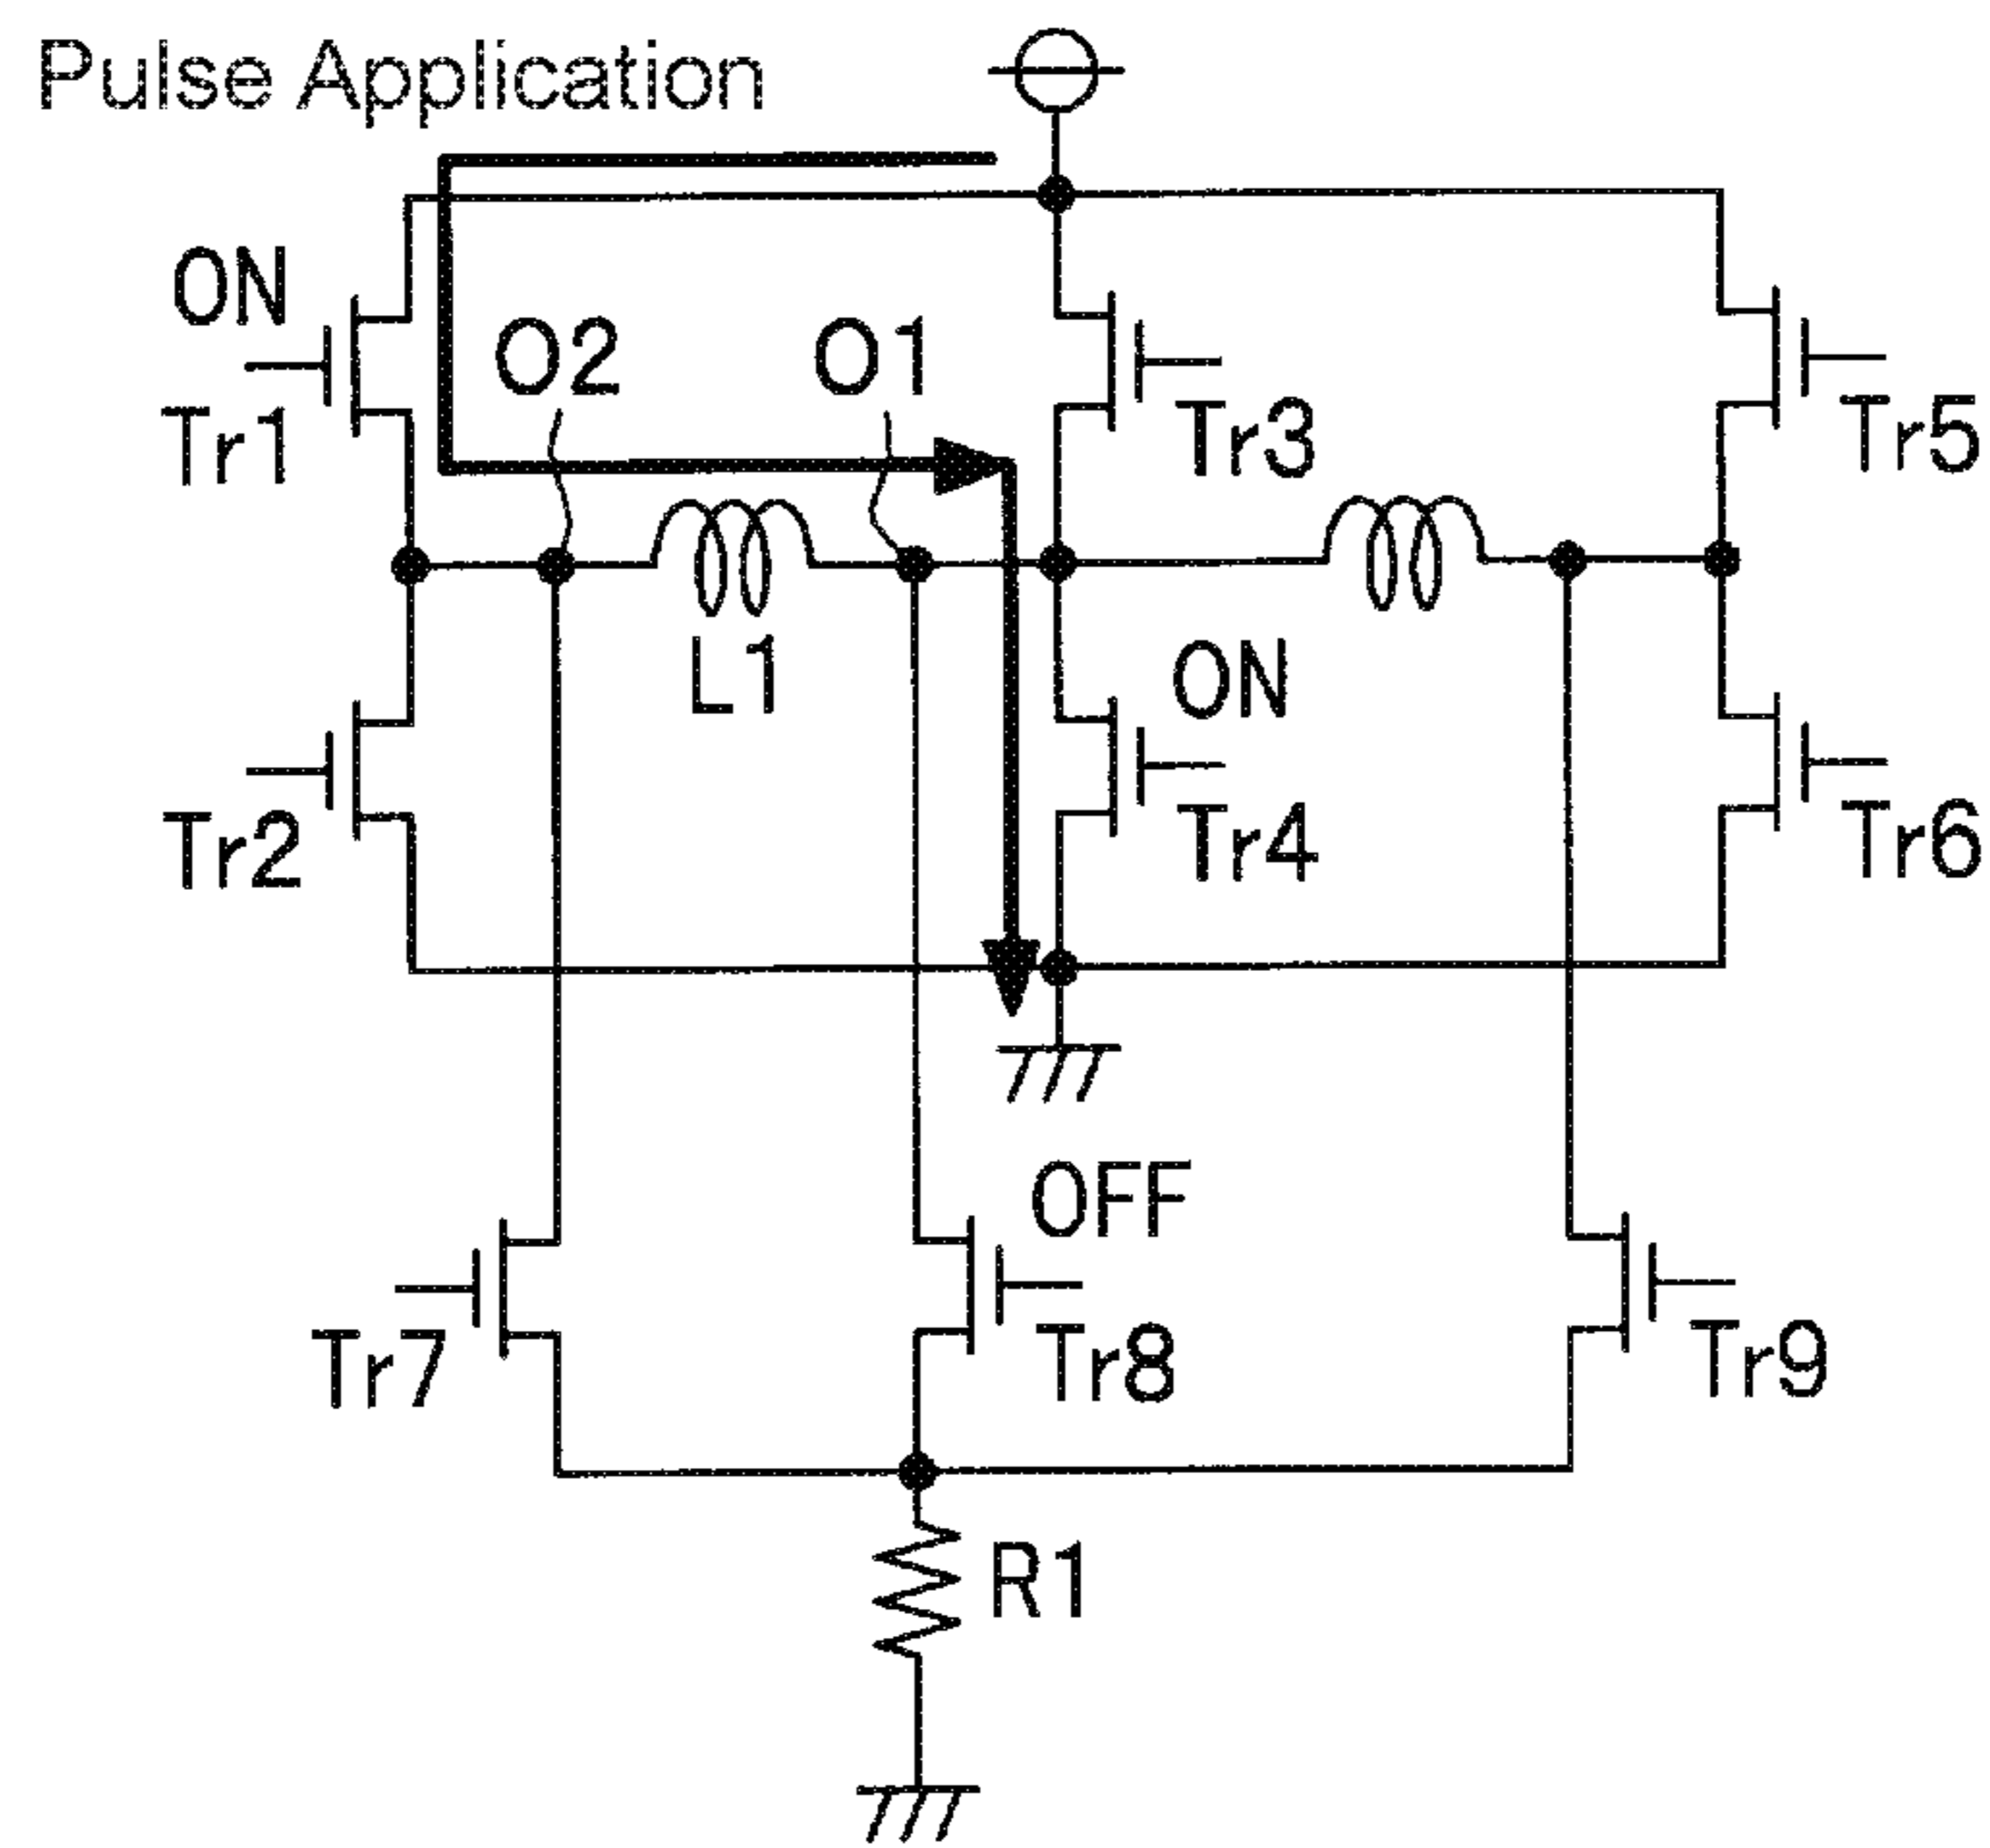 Pulse Application
ON
Tr1
O2
O1
Tr3
Tr5
L1
ON
Tr2
Tr4
Tr6
OFF
Tr7
Tr8
Tr9
R1